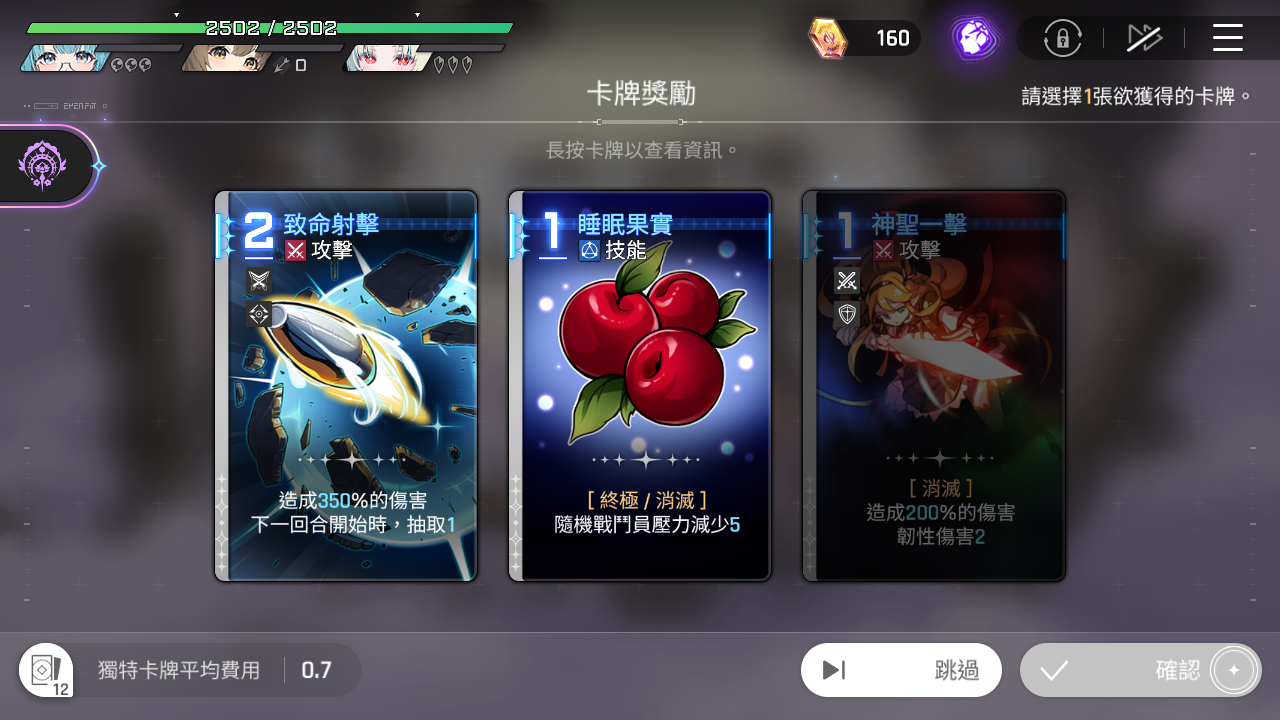 2502 / 2502
160
0
卡牌獎勵
請選擇1張欲獲得的卡牌。
長按卡牌以查看資訊。
2 致命射擊
攻擊
造成350%的傷害
下一回合開始時，抽取1
1 睡眠果實
技能
[ 終極 / 消滅 ]
隨機戰鬥員壓力減少5
1 神聖一擊
攻擊
[ 消滅 ]
造成200%的傷害
韌性傷害2
12
獨特卡牌平均費用 0.7
跳過
確認